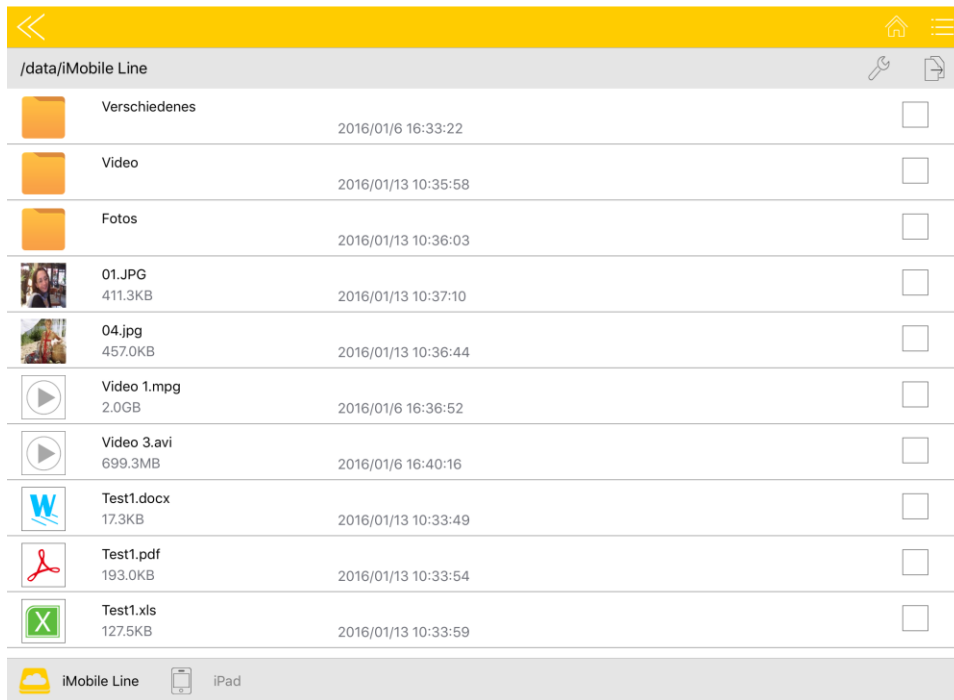 /data/iMobile Line
Verschiedenes
2016/01/6 16:33:22
Video
2016/01/13 10:35:58
Fotos
2016/01/13 10:36:03
01.JPG
411.3KB
2016/01/13 10:37:10
04.jpg
457.0KB
2016/01/13 10:36:44
Video 1.mpg
2.0GB
2016/01/6 16:36:52
Video 3.avi
699.3MB
2016/01/6 16:40:16
Test1.docx
17.3KB
2016/01/13 10:33:49
Test1.pdf
193.0KB
2016/01/13 10:33:54
Test1.xls
127.5KB
2016/01/13 10:33:59
iMobile Line iPad